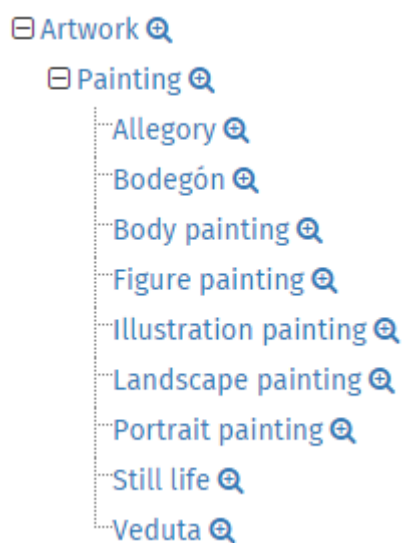 Artwork
Painting
Allegory
Bodegón
Body painting
Figure painting
Illustration painting
Landscape painting
Portrait painting
Still life
Veduta